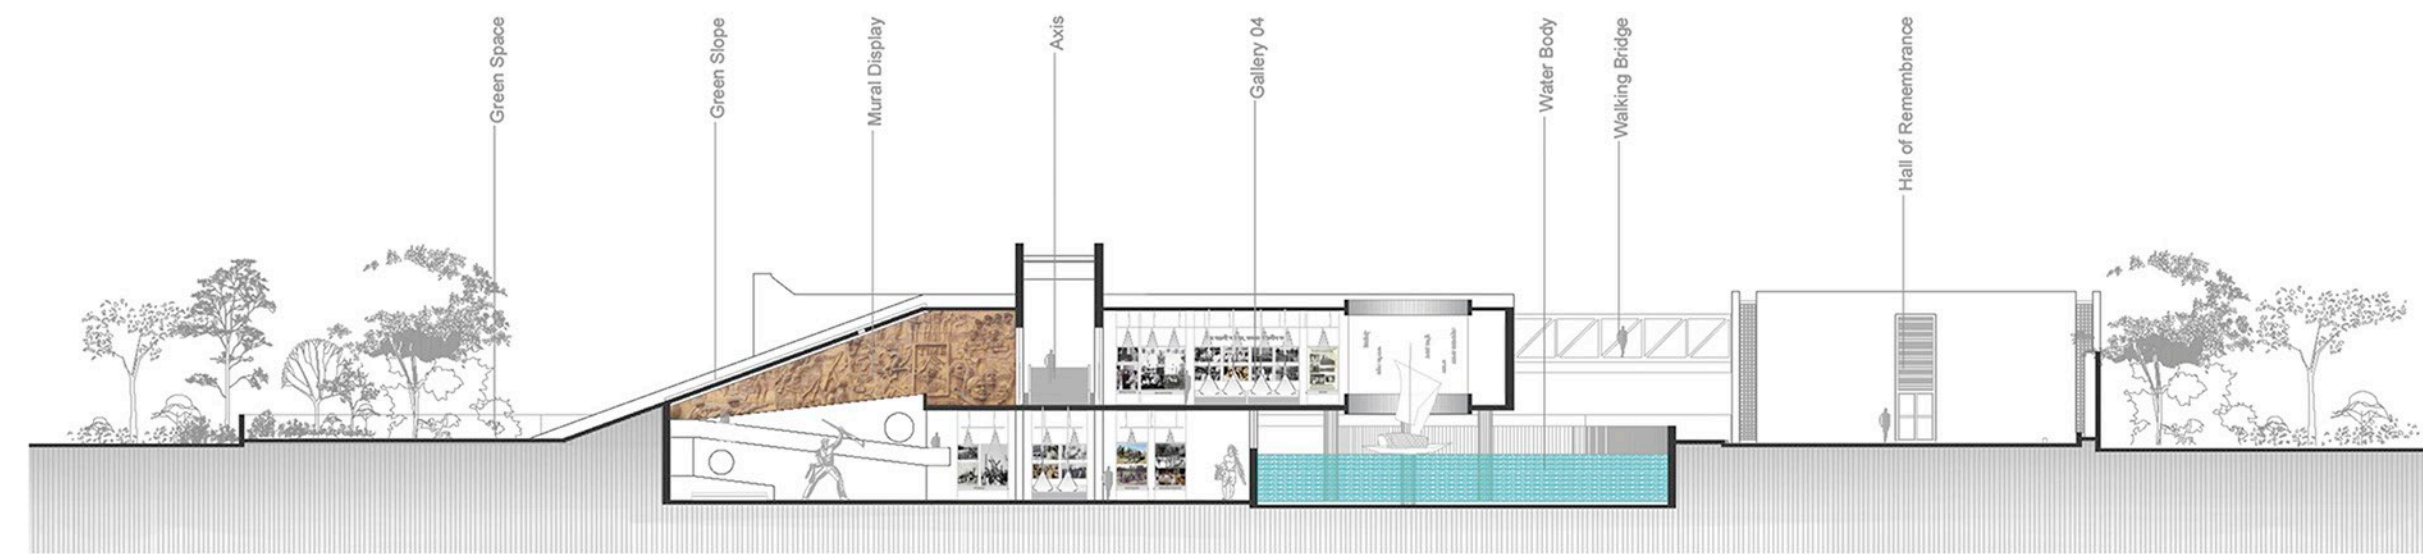 Green Space
Green Slope
Mural Display
Axis
Gallery 04
Water Body
Walking Bridge
Hall of Remembrance